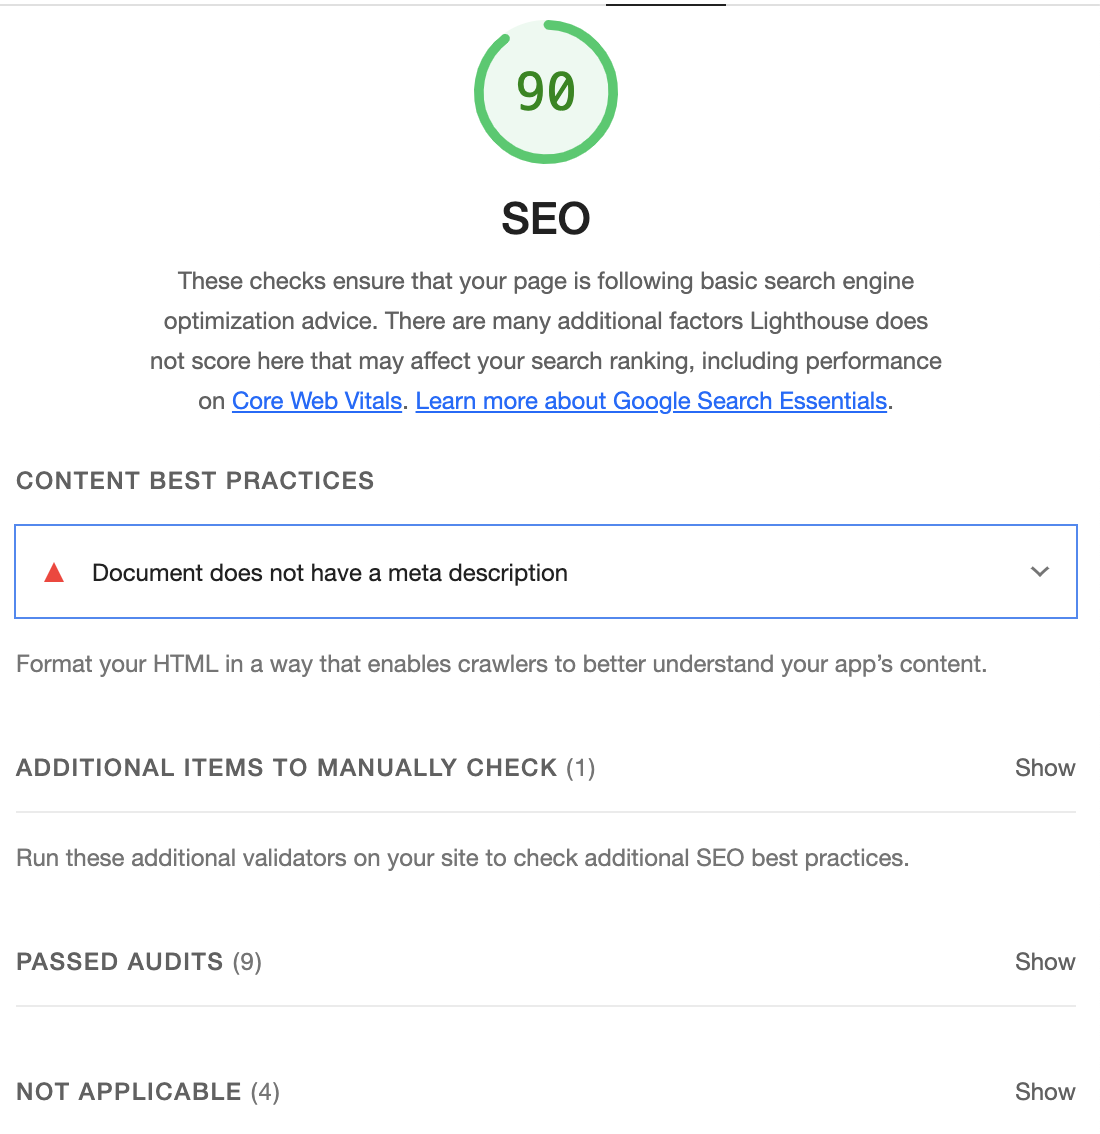 90
SEO
These checks ensure that your page is following basic search engine
optimization advice. There are many additional factors Lighthouse does
not score here that may affect your search ranking, including performance
on Core Web Vitals. Learn more about Google Search Essentials.
CONTENT BEST PRACTICES
Document does not have a meta description
Format your HTML in a way that enables crawlers to better understand your app’s content.
ADDITIONAL ITEMS TO MANUALLY CHECK (1) Show
Run these additional validators on your site to check additional SEO best practices.
PASSED AUDITS (9) Show
NOT APPLICABLE (4) Show